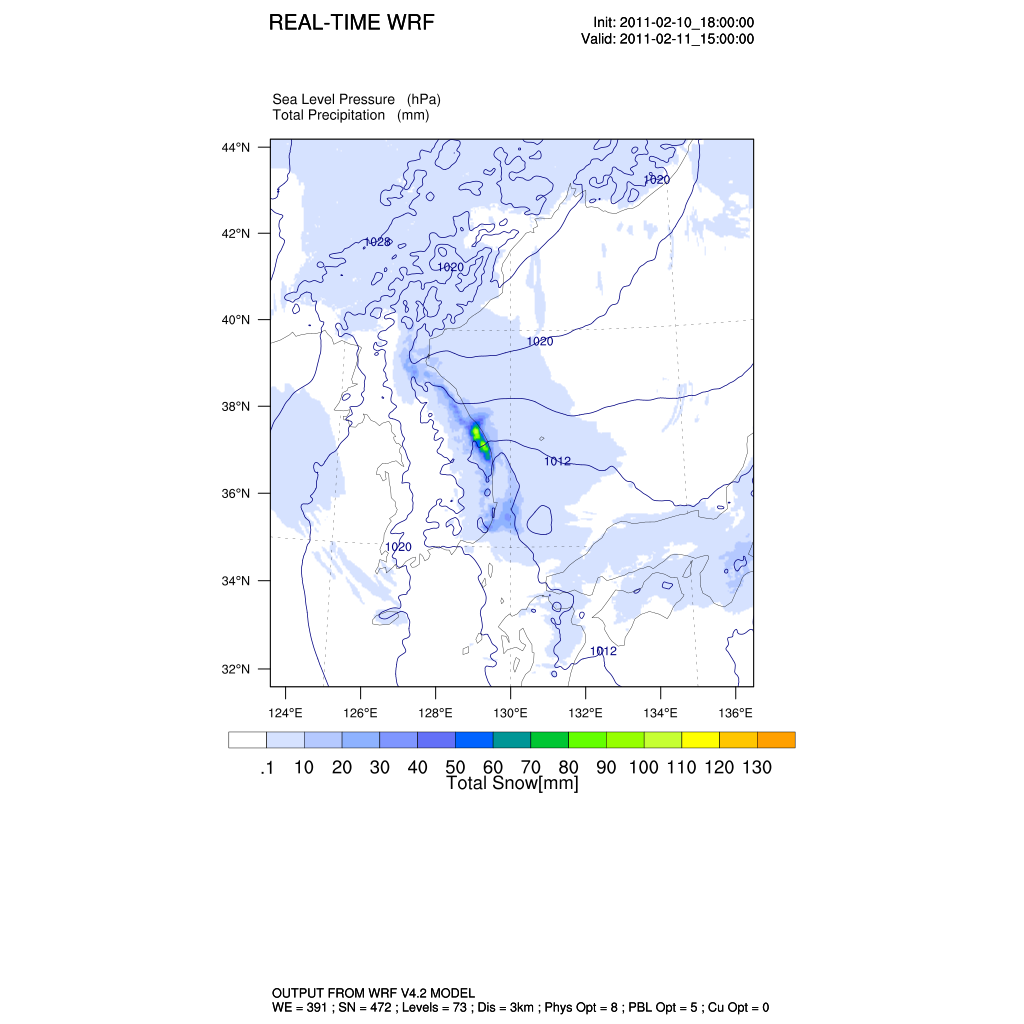 REAL-TIME WRF
Init: 2011-02-10_18:00:00
Valid: 2011-02-11_15:00:00
Sea Level Pressure (hPa)
Total Precipitation (mm)
44°N
1020
42°N
1028
1020
40°N
1020
38°N
1012
36°N
1020
34°N
1012
32°N
124°E 126°E 128°E 130°E 132°E 134°E 136°E
.1 10 20 30 40 50 60 70 80 90 100 110 120 130
Total Snow[mm]
OUTPUT FROM WRF V4.2 MODEL
WE = 391 ; SN = 472 ; Levels = 73 ; Dis = 3km ; Phys Opt = 8 ; PBL Opt = 5 ; Cu Opt = 0